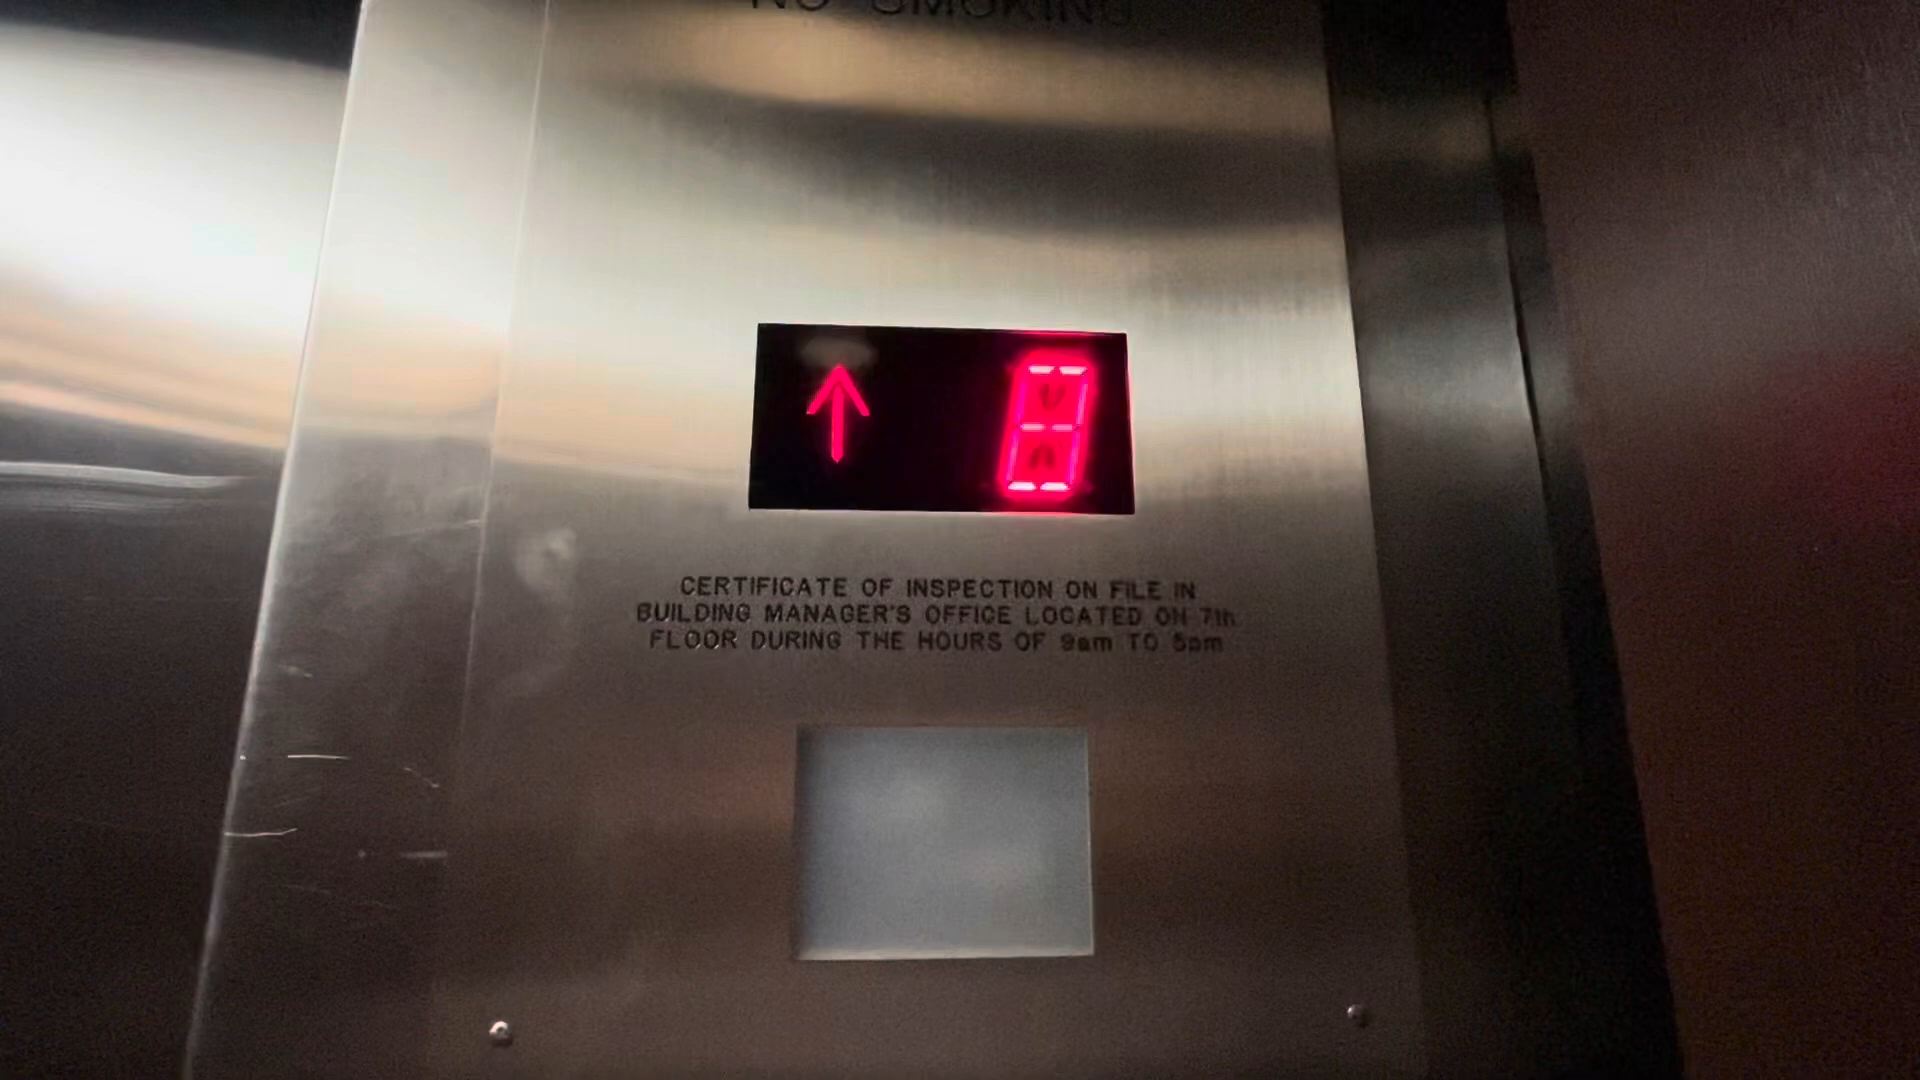 NO SMOKING
↑ 8
CERTIFICATE OF INSPECTION ON FILE IN
BUILDING MANAGER'S OFFICE LOCATED ON 7th
FLOOR DURING THE HOURS OF 9am TO 5pm